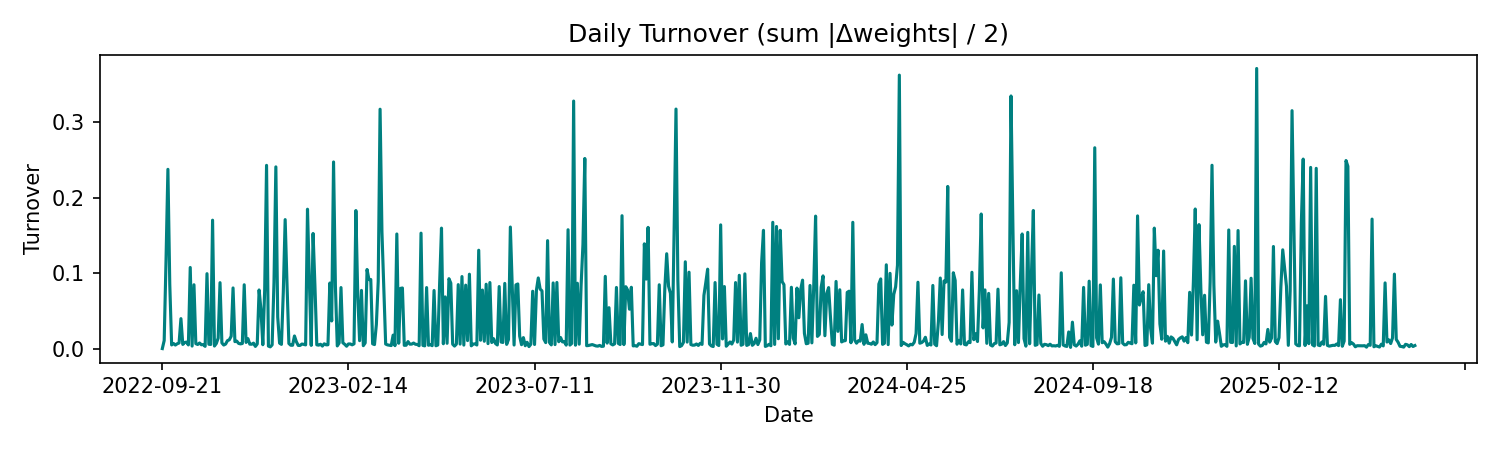 Daily Turnover (sum |Δweights| / 2)
Turnover
0.3
0.2
0.1
0.0
2022-09-21 2023-02-14 2023-07-11 2023-11-30 2024-04-25 2024-09-18 2025-02-12
Date